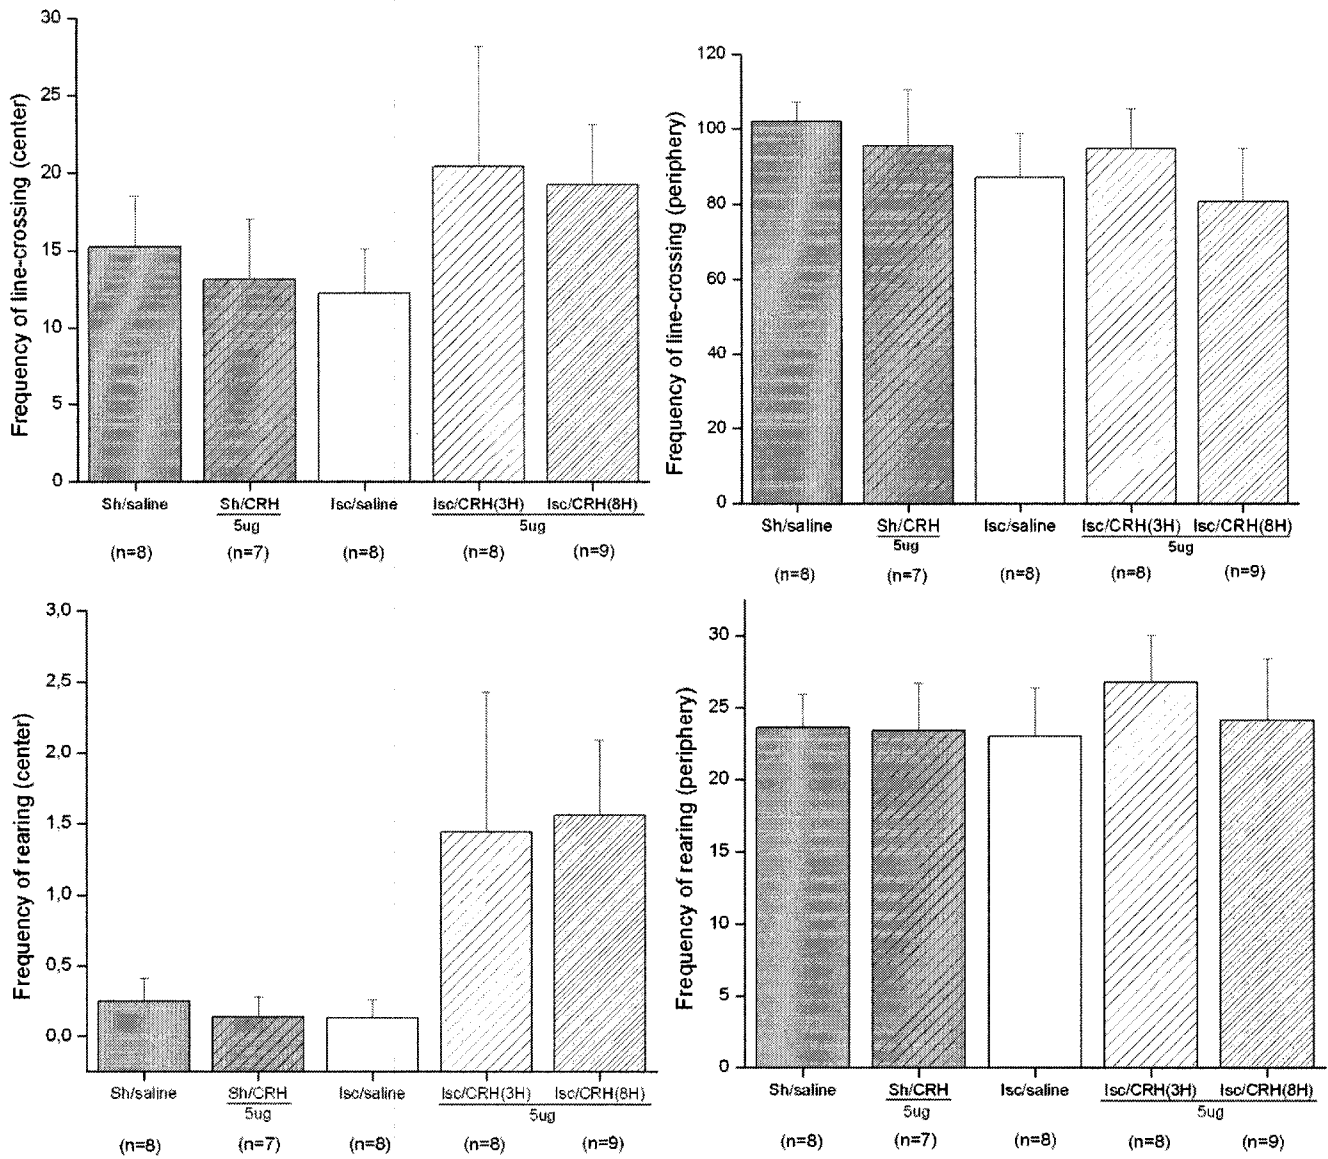 Frequency of line-crossing (center)
30
25
20
15
10
5
0
Sh/saline Sh/CRH Isc/saline Isc/CRH(3H) Isc/CRH(8H)
5ug 5ug
(n=8) (n=7) (n=8) (n=8) (n=9)
Frequency of line-crossing (periphery)
120
100
80
60
40
20
0
Sh/saline Sh/CRH Isc/saline Isc/CRH(3H) Isc/CRH(8H)
5ug 5ug
(n=8) (n=7) (n=8) (n=8) (n=9)
Frequency of rearing (center)
3,0
2,5
2,0
1,5
1,0
0,5
0,0
Sh/saline Sh/CRH Isc/saline Isc/CRH(3H) Isc/CRH(8H)
5ug 5ug
(n=8) (n=7) (n=8) (n=8) (n=9)
Frequency of rearing (periphery)
30
25
20
15
10
5
0
Sh/saline Sh/CRH Isc/saline Isc/CRH(3H) Isc/CRH(8H)
5ug 5ug
(n=8) (n=7) (n=8) (n=8) (n=9)